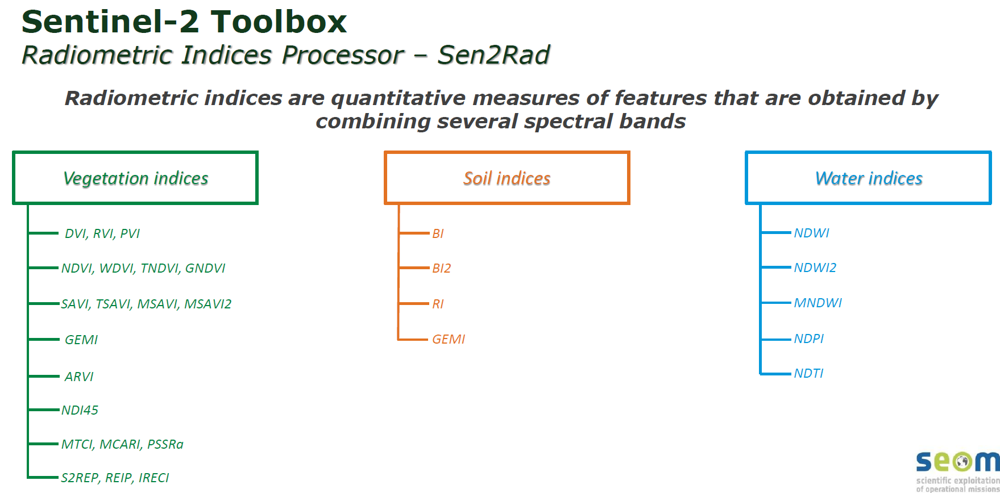 Sentinel-2 Toolbox
Radiometric Indices Processor – Sen2Rad
Radiometric indices are quantitative measures of features that are obtained by
combining several spectral bands
Vegetation indices
DVI, RVI, PVI
NDVI, WDVI, TNDVI, GNDVI
SAVI, TSAVI, MSAVI, MSAVI2
GEMI
ARVI
NDI45
MTCI, MCARI, PSSRa
S2REP, REIP, IRECI
Soil indices
BI
BI2
RI
GEMI
Water indices
NDWI
NDWI2
MNDWI
NDPI
NDTI
seom
scientific exploitation
of operational missions